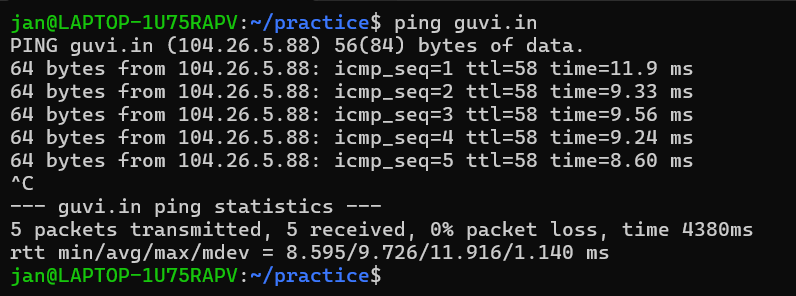 jan@LAPTOP-1U75RAPV:~/practice$ ping guvi.in
PING guvi.in (104.26.5.88) 56(84) bytes of data.
64 bytes from 104.26.5.88: icmp_seq=1 ttl=58 time=11.9 ms
64 bytes from 104.26.5.88: icmp_seq=2 ttl=58 time=9.33 ms
64 bytes from 104.26.5.88: icmp_seq=3 ttl=58 time=9.56 ms
64 bytes from 104.26.5.88: icmp_seq=4 ttl=58 time=9.24 ms
64 bytes from 104.26.5.88: icmp_seq=5 ttl=58 time=8.60 ms
^C
--- guvi.in ping statistics ---
5 packets transmitted, 5 received, 0% packet loss, time 4380ms
rtt min/avg/max/mdev = 8.595/9.726/11.916/1.140 ms
jan@LAPTOP-1U75RAPV:~/practice$